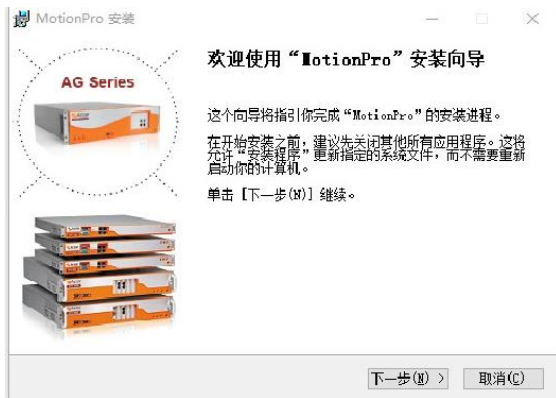 MotionPro 安装
AG Series
欢迎使用“MotionPro”安装向导
这个向导将指引你完成“MotionPro”的安装进程。
在开始安装之前，建议先关闭其他所有应用程序。这将
允许“安装程序”更新指定的系统文件，而不需要重新
启动你的计算机。
单击 [下一步(N)] 继续。
下一步(N) >
取消(C)